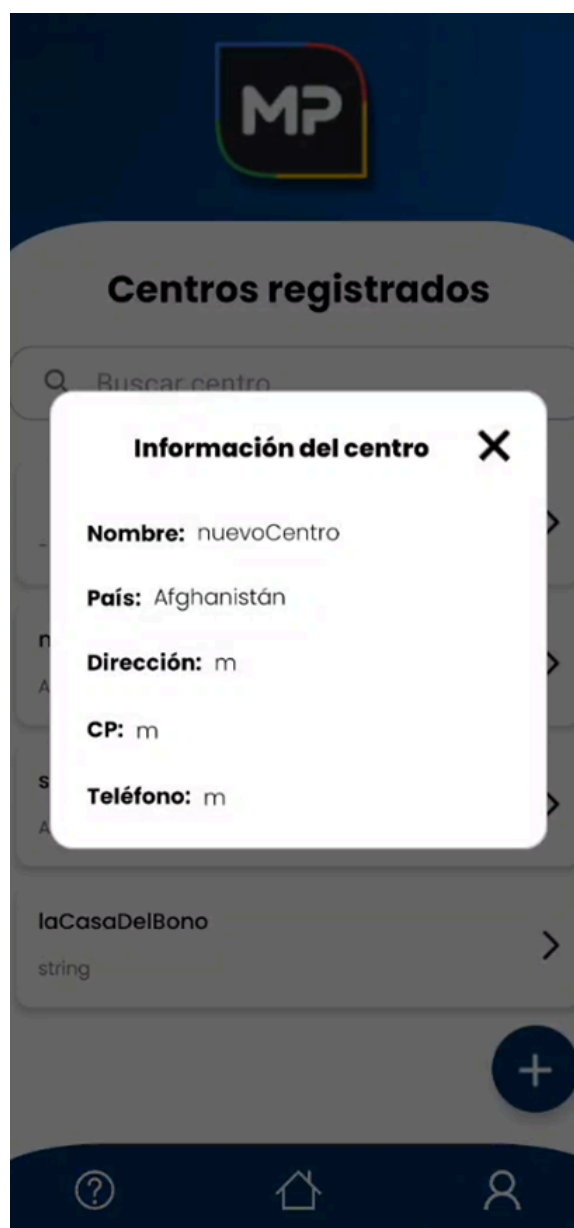 MP
Centros registrados
Buscar centro
Información del centro
Nombre: nuevoCentro
País: Afghanistán
Dirección: m
CP: m
Teléfono: m
laCasaDelBono
string